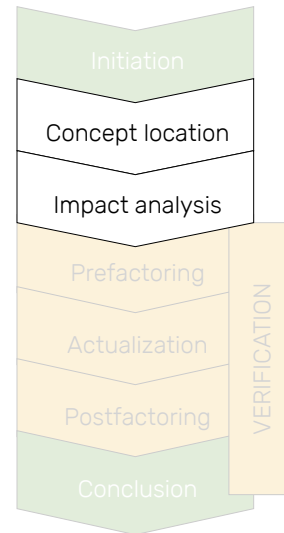 Initiation
Concept location
Impact analysis
Prefactoring
Actualization
Postfactoring
VERIFICATION
Conclusion